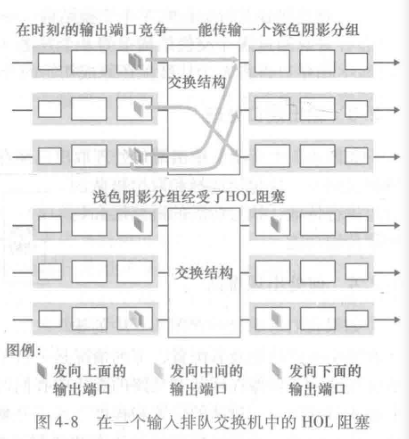 在时刻t的输出端口竞争——能传输一个深色阴影分组
交换结构
浅色阴影分组经受了HOL阻塞
交换结构
图例：
发向上面的输出端口
发向中间的输出端口
发向下面的输出端口
图4-8 在一个输入排队交换机中的HOL阻塞